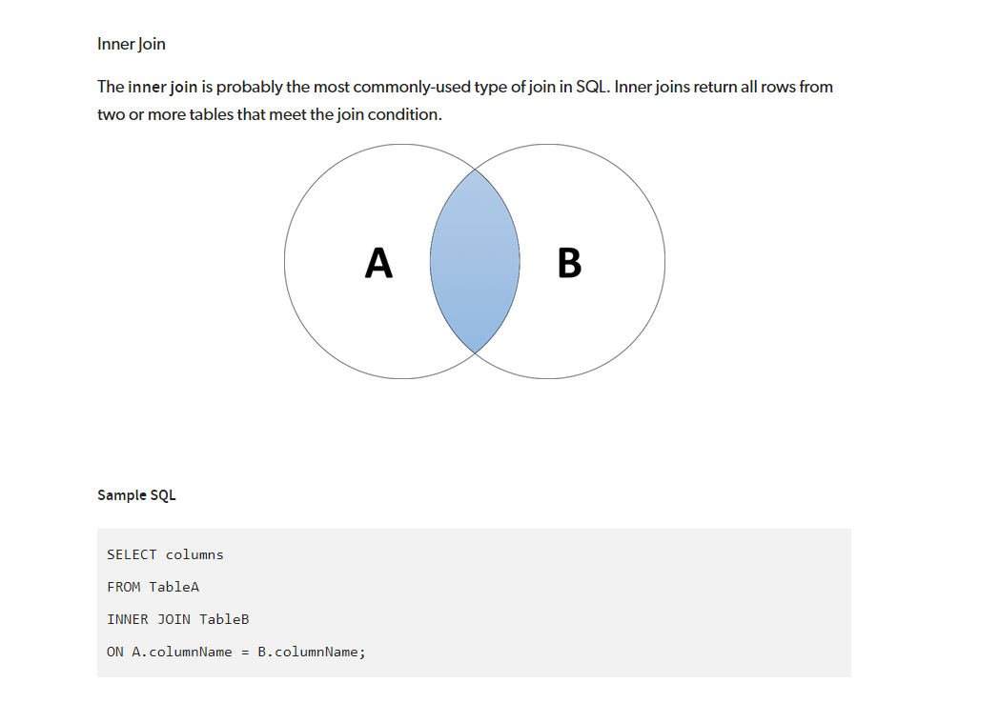 Inner Join
The inner join is probably the most commonly-used type of join in SQL. Inner joins return all rows from
two or more tables that meet the join condition.
A B
Sample SQL
SELECT columns
FROM TableA
INNER JOIN TableB
ON A.columnName = B.columnName;